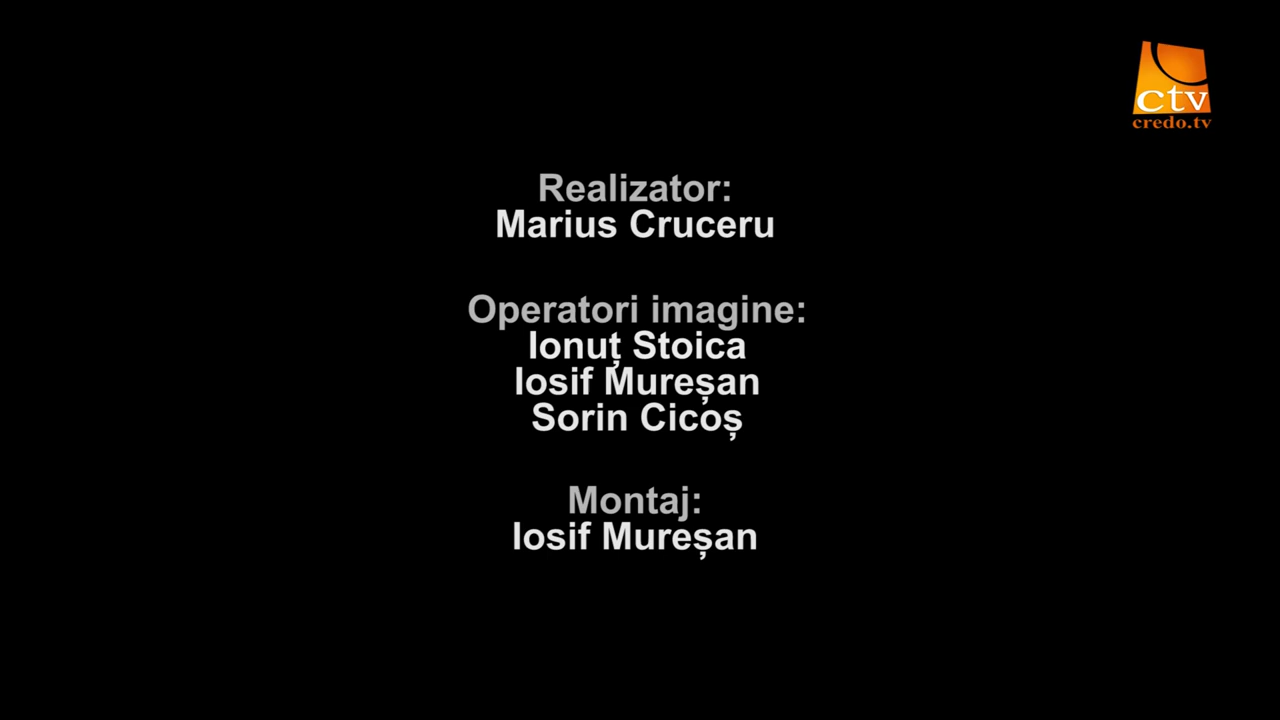 ctv
credo.tv
Realizator:
Marius Cruceru
Operatori imagine:
Ionuț Stoica
Iosif Mureșan
Sorin Cicoș
Montaj:
Iosif Mureșan